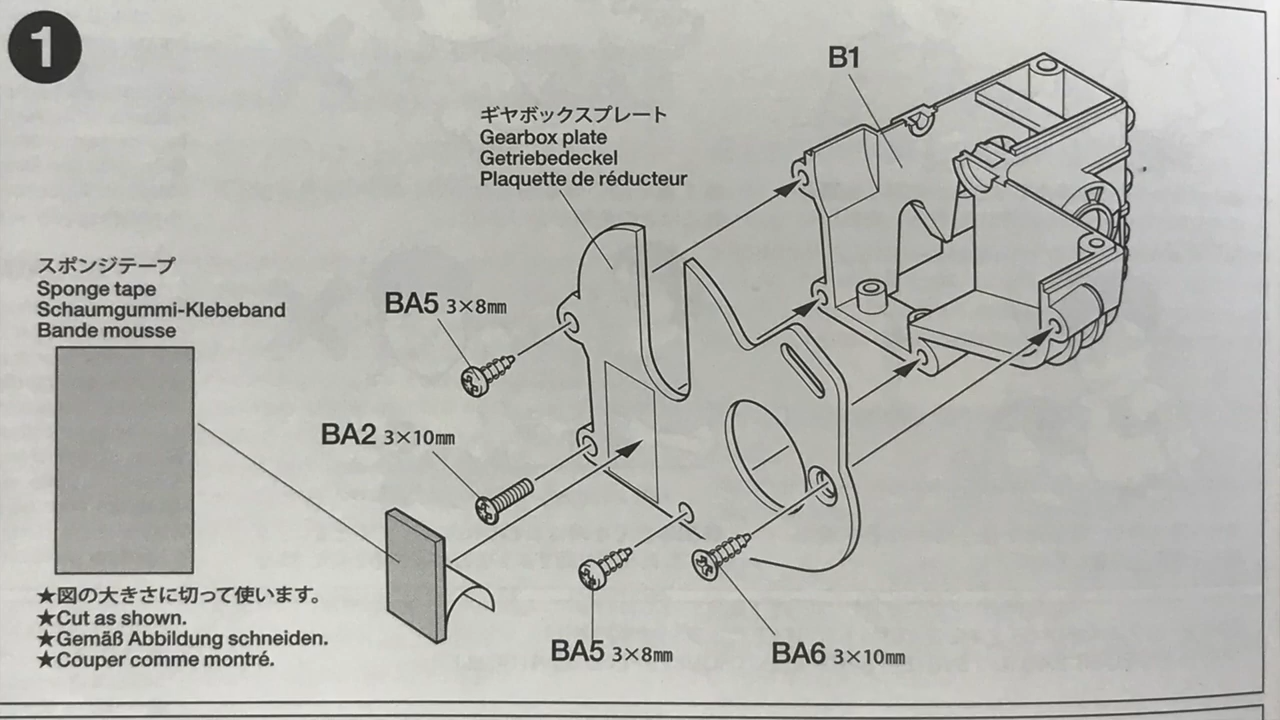 1
B1
ギヤボックスプレート
Gearbox plate
Getriebedeckel
Plaquette de réducteur
スポンジテープ
Sponge tape
Schaumgummi-Klebeband
Bande mousse
BA5 3×8㎜
BA2 3×10㎜
★図の大きさに切って使います。
★Cut as shown.
★Gemäß Abbildung schneiden.
★Couper comme montré.
BA5 3×8㎜
BA6 3×10㎜